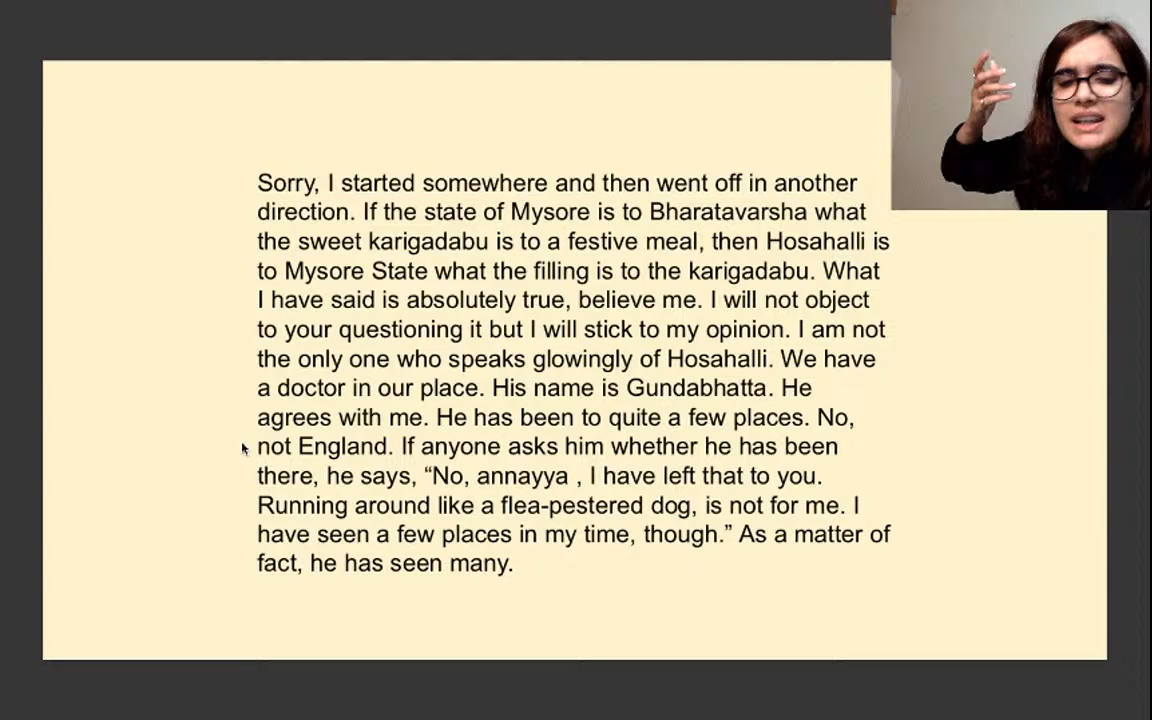 Sorry, I started somewhere and then went off in another
direction. If the state of Mysore is to Bharatavarsha what
the sweet karigadabu is to a festive meal, then Hosahalli is
to Mysore State what the filling is to the karigadabu. What
I have said is absolutely true, believe me. I will not object
to your questioning it but I will stick to my opinion. I am not
the only one who speaks glowingly of Hosahalli. We have
a doctor in our place. His name is Gundabhatta. He
agrees with me. He has been to quite a few places. No,
not England. If anyone asks him whether he has been
there, he says, “No, annayya , I have left that to you.
Running around like a flea-pestered dog, is not for me. I
have seen a few places in my time, though.” As a matter of
fact, he has seen many.